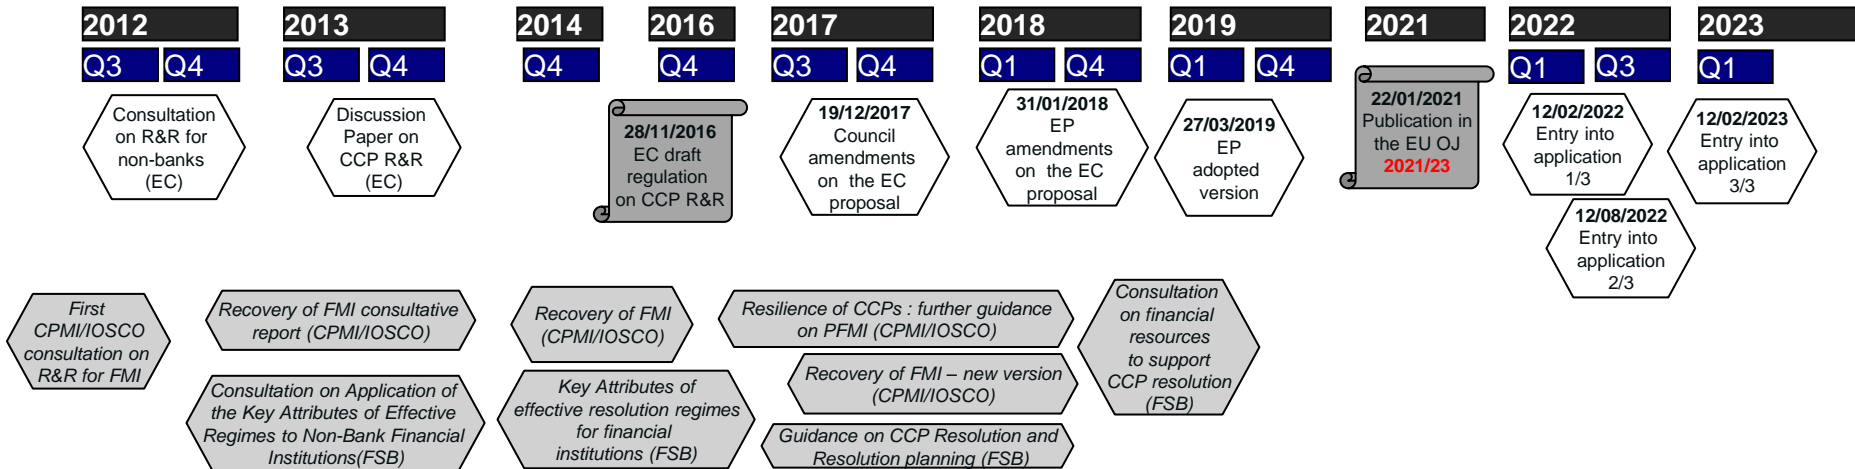 2012
2013
2014
2016
2017
2018
2019
2021
2022
2023
Q3
Q4
Q3
Q4
Q4
Q4
Q3
Q4
Q1
Q4
Q1
Q4
Q1
Q3
Q1
Consultation
on R&R for
non-banks
(EC)
Discussion
Paper on
CCP R&R
(EC)
28/11/2016
EC draft
regulation
on CCP R&R
19/12/2017
Council
amendments
on the EC
proposal
31/01/2018
EP
amendments
on the EC
proposal
27/03/2019
EP
adopted
version
22/01/2021
Publication in
the EU OJ
2021/23
12/02/2022
Entry into
application
1/3
12/08/2022
Entry into
application
2/3
12/02/2023
Entry into
application
3/3
First
CPMI/IOSCO
consultation on
R&R for FMI
Recovery of FMI consultative
report (CPMI/IOSCO)
Consultation on Application of
the Key Attributes of Effective
Regimes to Non-Bank Financial
Institutions(FSB)
Recovery of FMI
(CPMI/IOSCO)
Key Attributes of
effective resolution regimes
for financial
institutions (FSB)
Resilience of CCPs : further guidance
on PFMI (CPMI/IOSCO)
Recovery of FMI – new version
(CPMI/IOSCO)
Guidance on CCP Resolution and
Resolution planning (FSB)
Consultation
on financial
resources
to support
CCP resolution
(FSB)